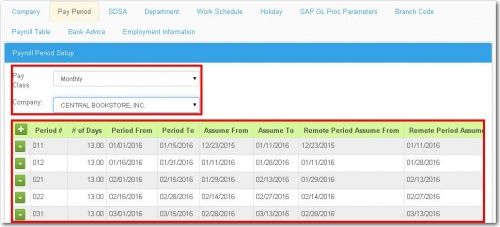 Company Pay Period SDSA Department Work Schedule Holiday SAP GL Proc Parameters Branch Code
Payroll Table Bank Advice Employment Information
Payroll Period Setup
Pay Class: Monthly
Company: CENTRAL BOOKSTORE, INC.
Period # # of Days Period From Period To Assume From Assume To Remote Period Assume From Remote Period Assume
011 13.00 01/01/2016 01/15/2016 12/23/2015 01/11/2016 12/23/2015 01/11/2016
012 13.00 01/16/2016 01/31/2016 01/12/2016 01/28/2016 01/12/2016 01/28/2016
021 13.00 02/01/2016 02/15/2016 01/29/2016 02/13/2016 01/29/2016 02/13/2016
022 13.00 02/16/2016 02/28/2016 02/14/2016 02/27/2016 02/14/2016 02/27/2016
031 13.00 03/01/2016 03/15/2016 02/28/2016 03/13/2016 02/28/2016 03/13/2016